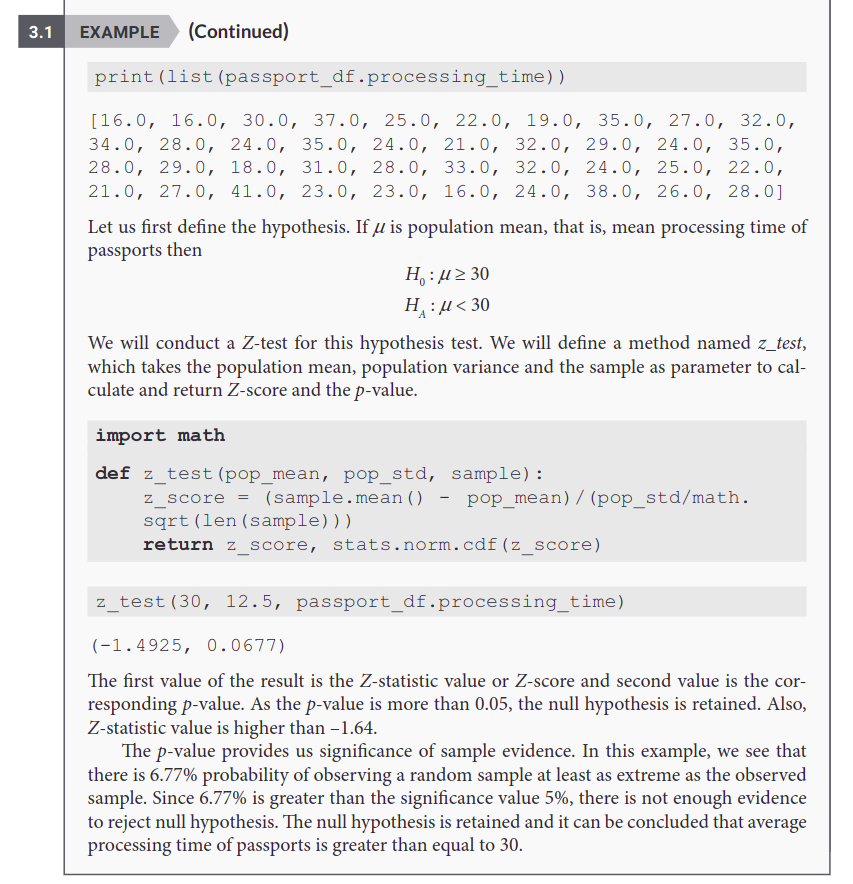 3.1 EXAMPLE (Continued)
print(list(passport_df.processing_time))
[16.0, 16.0, 30.0, 37.0, 25.0, 22.0, 19.0, 35.0, 27.0, 32.0,
34.0, 28.0, 24.0, 35.0, 24.0, 21.0, 32.0, 29.0, 24.0, 35.0,
28.0, 29.0, 18.0, 31.0, 28.0, 33.0, 32.0, 24.0, 25.0, 22.0,
21.0, 27.0, 41.0, 23.0, 23.0, 16.0, 24.0, 38.0, 26.0, 28.0]
Let us first define the hypothesis. If μ is population mean, that is, mean processing time of
passports then
H₀ : μ ≥ 30
H_A : μ < 30
We will conduct a Z-test for this hypothesis test. We will define a method named z_test,
which takes the population mean, population variance and the sample as parameter to cal-
culate and return Z-score and the p-value.
import math
def z_test(pop_mean, pop_std, sample):
    z_score = (sample.mean() - pop_mean)/(pop_std/math.
    sqrt(len(sample)))
    return z_score, stats.norm.cdf(z_score)
z_test(30, 12.5, passport_df.processing_time)
(-1.4925, 0.0677)
The first value of the result is the Z-statistic value or Z-score and second value is the cor-
responding p-value. As the p-value is more than 0.05, the null hypothesis is retained. Also,
Z-statistic value is higher than –1.64.
The p-value provides us significance of sample evidence. In this example, we see that
there is 6.77% probability of observing a random sample at least as extreme as the observed
sample. Since 6.77% is greater than the significance value 5%, there is not enough evidence
to reject null hypothesis. The null hypothesis is retained and it can be concluded that average
processing time of passports is greater than equal to 30.